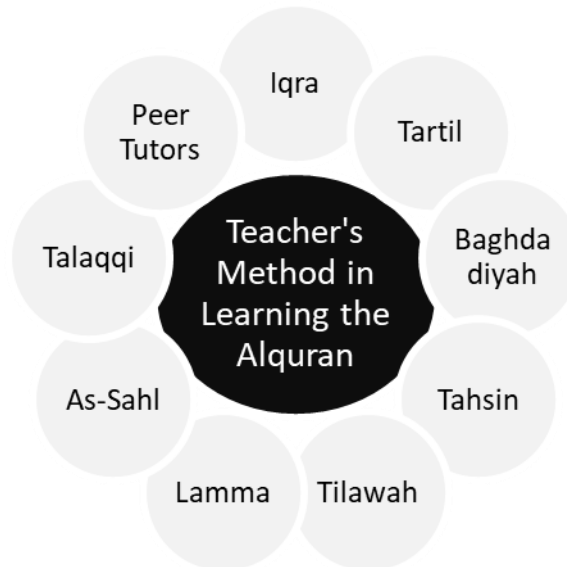 Teacher's
Method in
Learning the
Alquran
Iqra
Tartil
Baghda
diyah
Tahsin
Tilawah
Lamma
As-Sahl
Talaqqi
Peer
Tutors